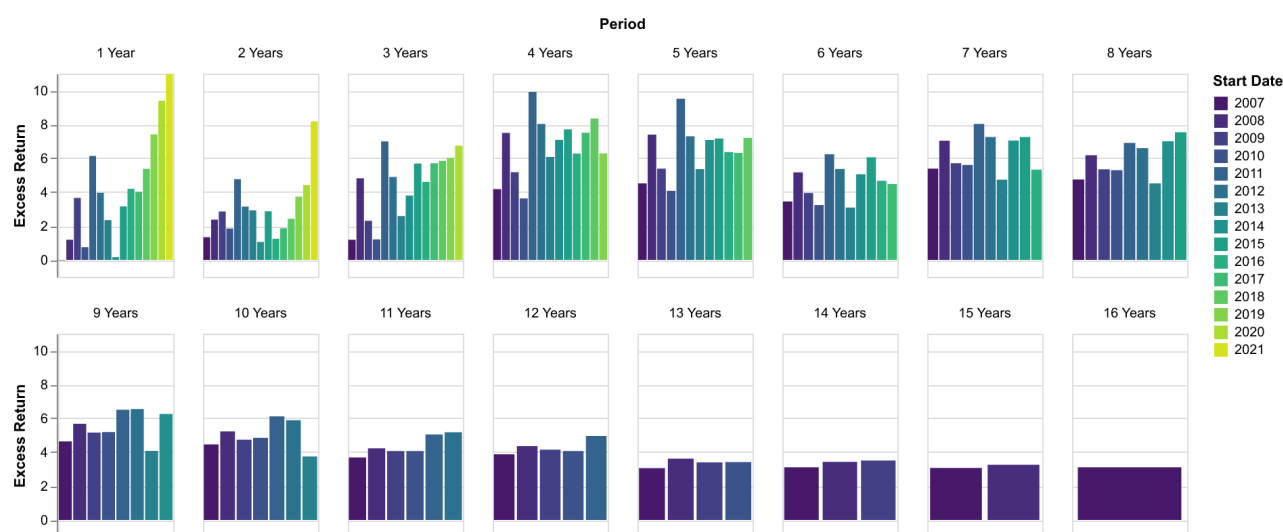 Period
1 Year
2 Years
3 Years
4 Years
5 Years
6 Years
7 Years
8 Years
Excess Return
10
8
6
4
2
0
9 Years
10 Years
11 Years
12 Years
13 Years
14 Years
15 Years
16 Years
Excess Return
10
8
6
4
2
0
Start Date
2007
2008
2009
2010
2011
2012
2013
2014
2015
2016
2017
2018
2019
2020
2021